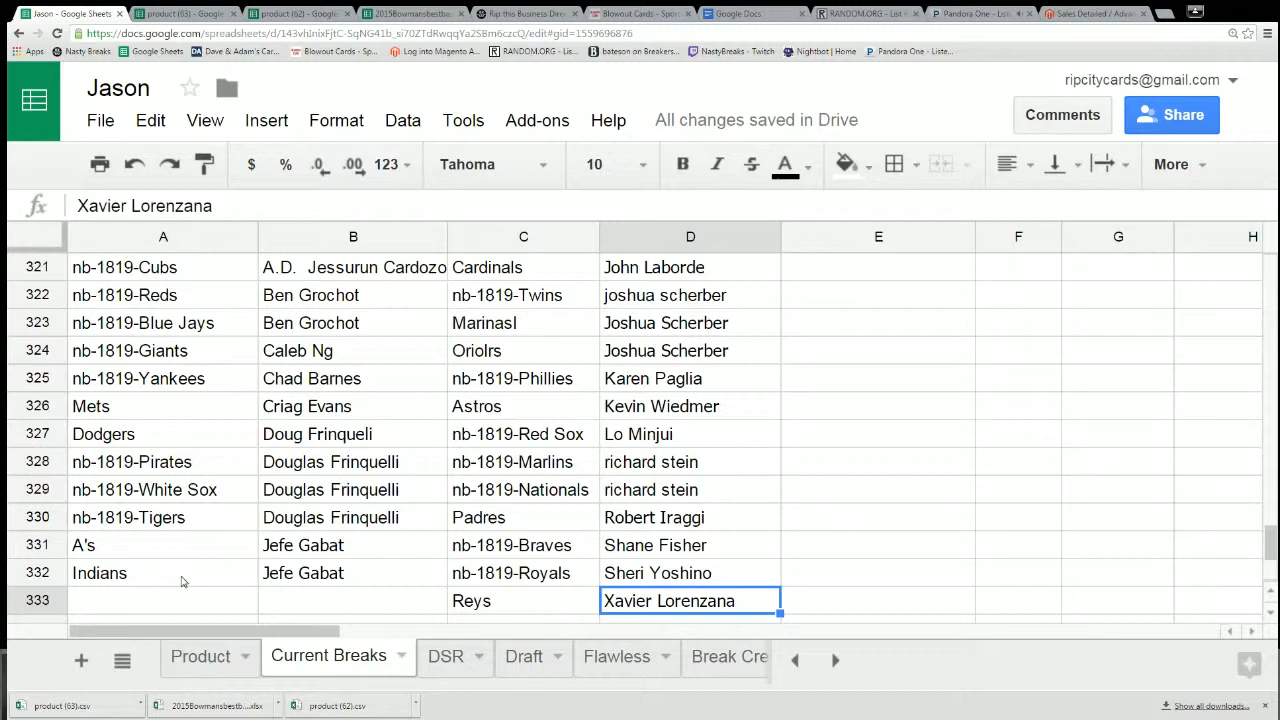 Jason - Google Sheets
product (63) - Google
product (62) - Google
2015Bowmansbestbb
Rip this Business Dire
Blowout Cards - Spor
Google Docs
RANDOM.ORG - List
Pandora One - Liste
Sales Detailed / Advan
https://docs.google.com/spreadsheets/
Apps Nasty Breaks Google Sheets Dave & Adam's Car... Blowout Cards - Spo... Log into Magento A... RANDOM.ORG - List... bateson on Breakers... NastyBreaks - Twitch Nightbot | Home Pandora One - Liste...
Jason
ripcitycards@gmail.com
File Edit View Insert Format Data Tools Add-ons Help All changes saved in Drive
Comments Share
$ % .0 .00 123 Tahoma 10 B I S A More
fx Xavier Lorenzana
A B C D E F G H
321 nb-1819-Cubs A.D. Jessurun Cardozo Cardinals John Laborde
322 nb-1819-Reds Ben Grochot nb-1819-Twins joshua scherber
323 nb-1819-Blue Jays Ben Grochot Marinasl Joshua Scherber
324 nb-1819-Giants Caleb Ng Oriolrs Joshua Scherber
325 nb-1819-Yankees Chad Barnes nb-1819-Phillies Karen Paglia
326 Mets Criag Evans Astros Kevin Wiedmer
327 Dodgers Doug Frinqueli nb-1819-Red Sox Lo Minjui
328 nb-1819-Pirates Douglas Frinquelli nb-1819-Marlins richard stein
329 nb-1819-White Sox Douglas Frinquelli nb-1819-Nationals richard stein
330 nb-1819-Tigers Douglas Frinquelli Padres Robert Iraggi
331 A's Jefe Gabat nb-1819-Braves Shane Fisher
332 Indians Jefe Gabat nb-1819-Royals Sheri Yoshino
333 Reys Xavier Lorenzana
Product Current Breaks DSR Draft Flawless Break Cre
product (63).csv 2015Bowmansbestb....xlsx product (62).csv Show all downloads...